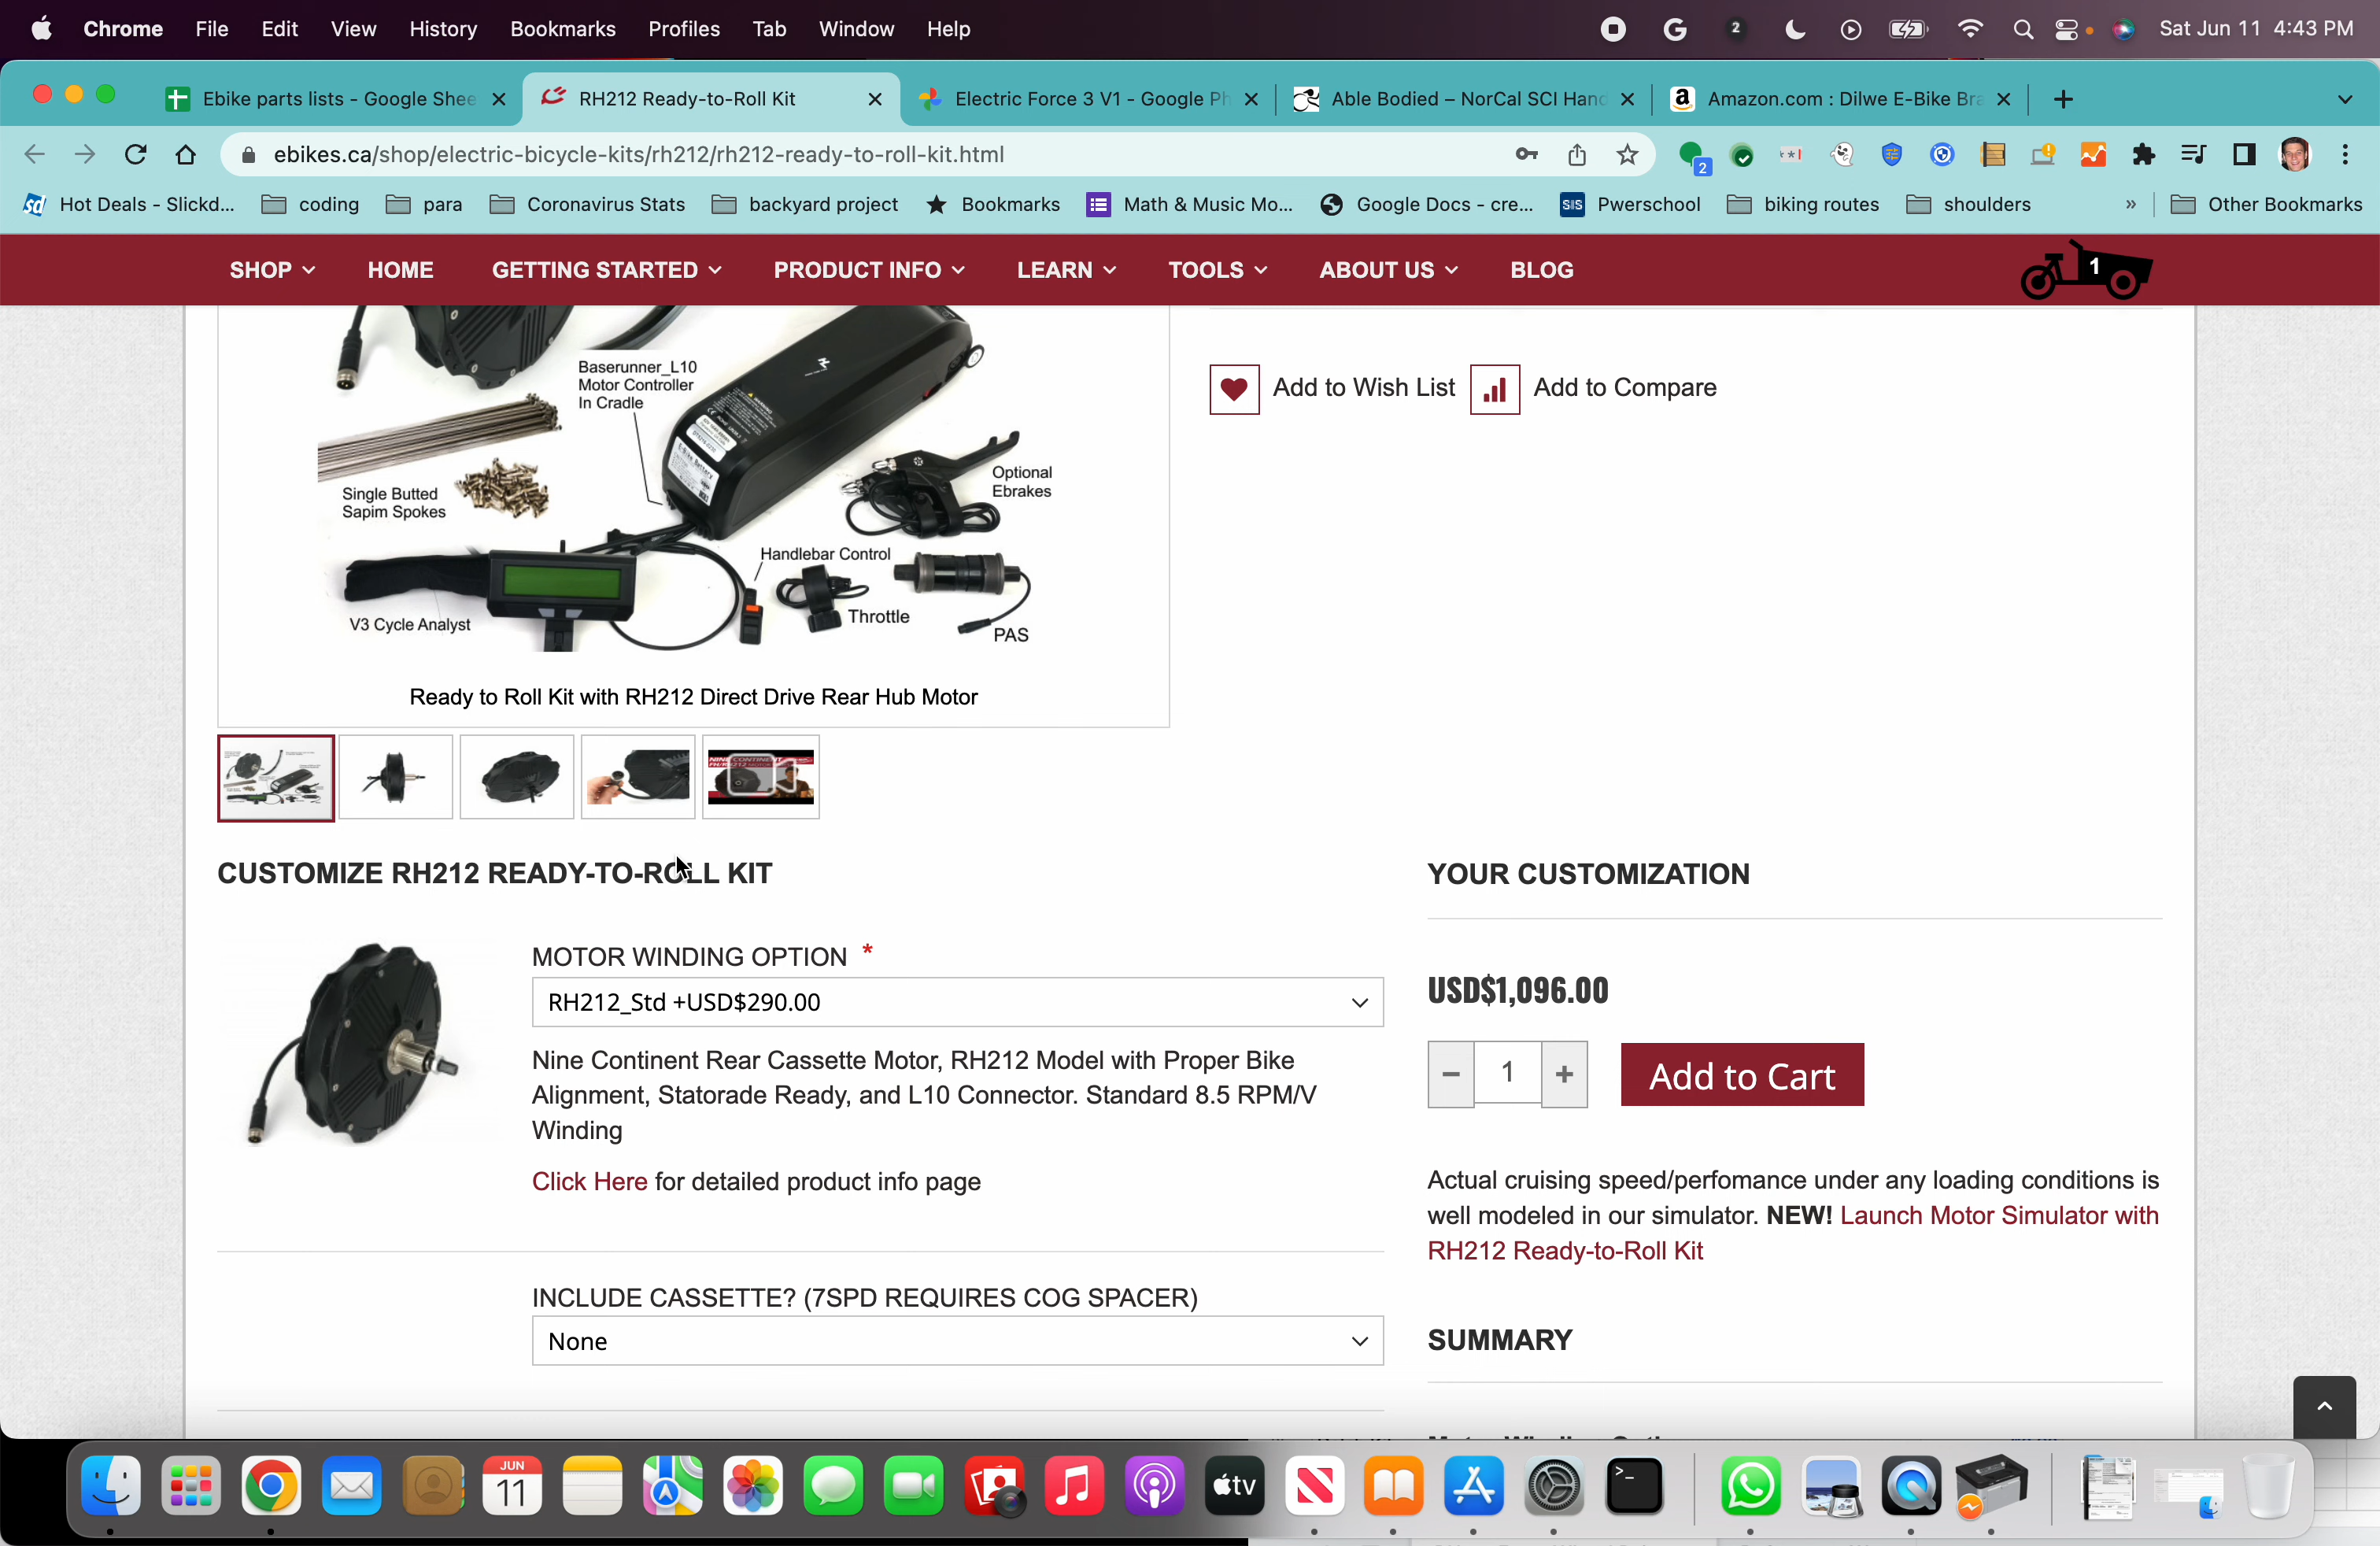 Chrome File Edit View History Bookmarks Profiles Tab Window Help
2
Sat Jun 11 4:43 PM
Ebike parts lists - Google Shee
RH212 Ready-to-Roll Kit
Electric Force 3 V1 - Google Ph
Able Bodied – NorCal SCI Hand
Amazon.com : Dilwe E-Bike Bra
ebikes.ca/shop/electric-bicycle-kits/rh212/rh212-ready-to-roll-kit.html
2
Hot Deals - Slickd...
coding
para
Coronavirus Stats
backyard project
Bookmarks
Math & Music Mo...
Google Docs - cre...
SIS Pwerschool
biking routes
shoulders
»
Other Bookmarks
SHOP HOME GETTING STARTED PRODUCT INFO LEARN TOOLS ABOUT US BLOG
1
Baserunner_L10
Motor Controller
In Cradle
Optional
Ebrakes
Single Butted
Sapim Spokes
Handlebar Control
Throttle
V3 Cycle Analyst
PAS
Ready to Roll Kit with RH212 Direct Drive Rear Hub Motor
Add to Wish List
Add to Compare
CUSTOMIZE RH212 READY-TO-ROLL KIT
MOTOR WINDING OPTION *
RH212_Std +USD$290.00
Nine Continent Rear Cassette Motor, RH212 Model with Proper Bike
Alignment, Statorade Ready, and L10 Connector. Standard 8.5 RPM/V
Winding
Click Here for detailed product info page
INCLUDE CASSETTE? (7SPD REQUIRES COG SPACER)
None
YOUR CUSTOMIZATION
USD$1,096.00
− 1 +
Add to Cart
Actual cruising speed/perfomance under any loading conditions is
well modeled in our simulator. NEW! Launch Motor Simulator with
RH212 Ready-to-Roll Kit
SUMMARY
JUN
11
tv